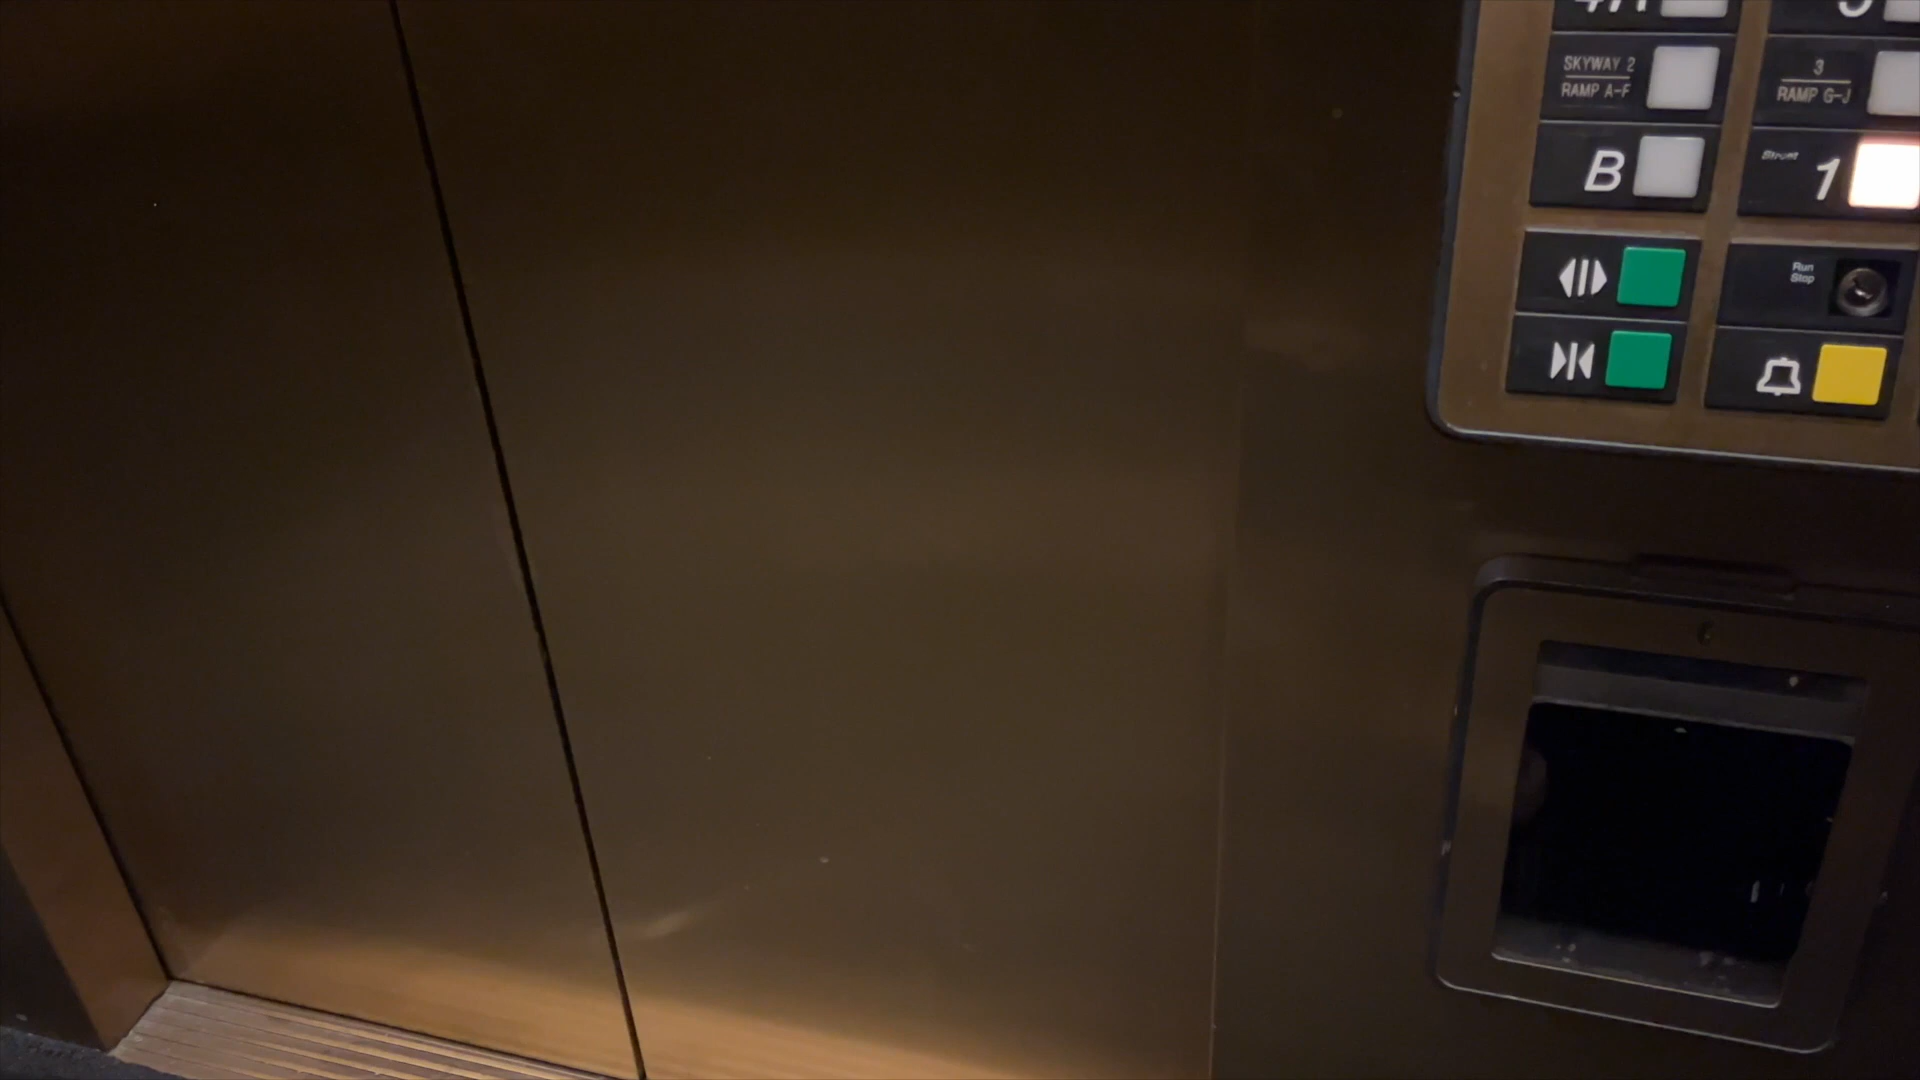 SKYWAY 2
RAMP A-F
3
RAMP G-J
B
Street 1
Run
Stop